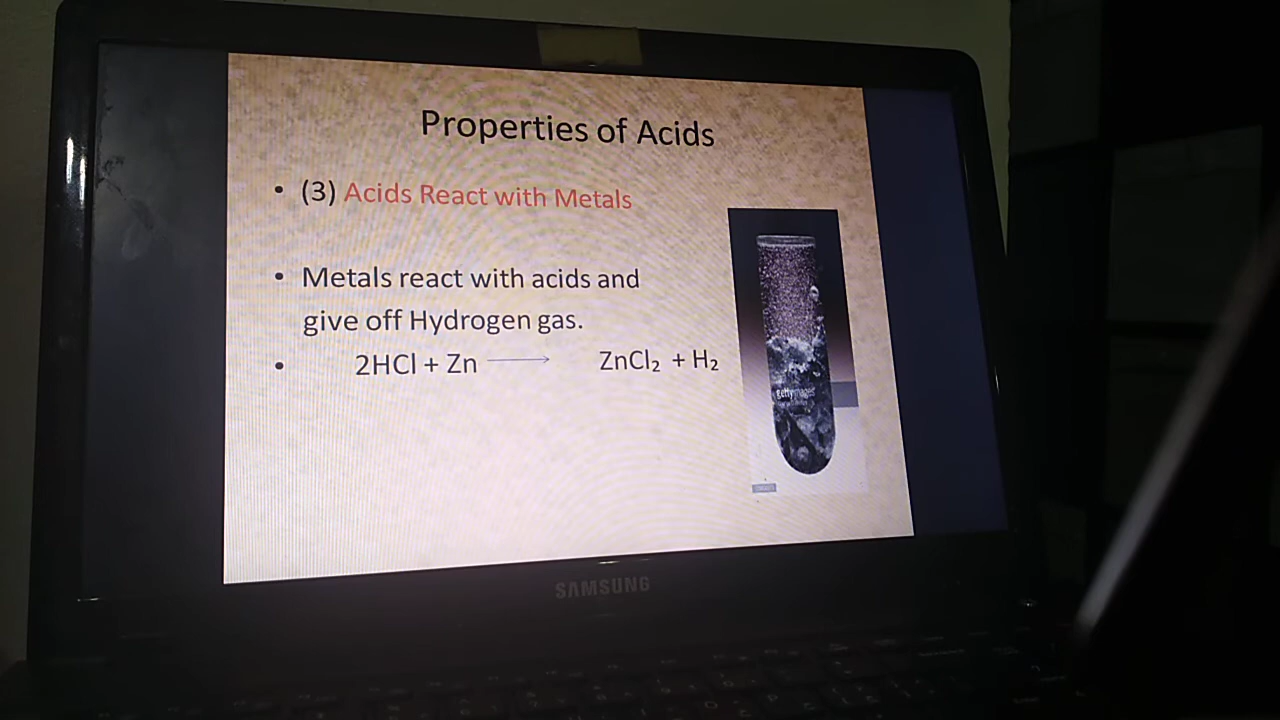 Properties of Acids
• (3) Acids React with Metals
• Metals react with acids and
give off Hydrogen gas.
• 2HCl + Zn ⟶ ZnCl₂ + H₂
gettyimages
SAMSUNG